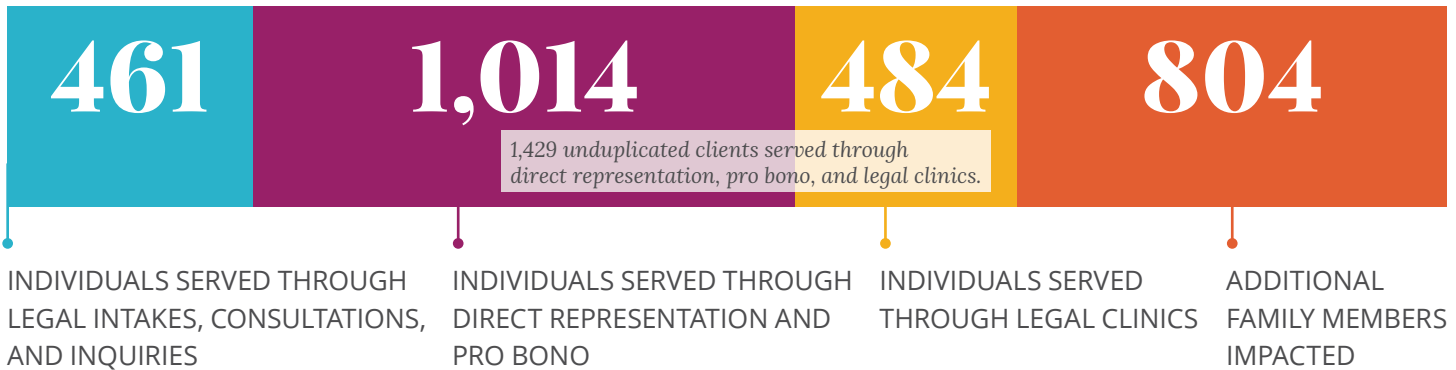 461
1,014
484
804
1,429 unduplicated clients served through
direct representation, pro bono, and legal clinics.
INDIVIDUALS SERVED THROUGH
LEGAL INTAKES, CONSULTATIONS,
AND INQUIRIES
INDIVIDUALS SERVED THROUGH
DIRECT REPRESENTATION AND
PRO BONO
INDIVIDUALS SERVED
THROUGH LEGAL CLINICS
ADDITIONAL
FAMILY MEMBERS
IMPACTED